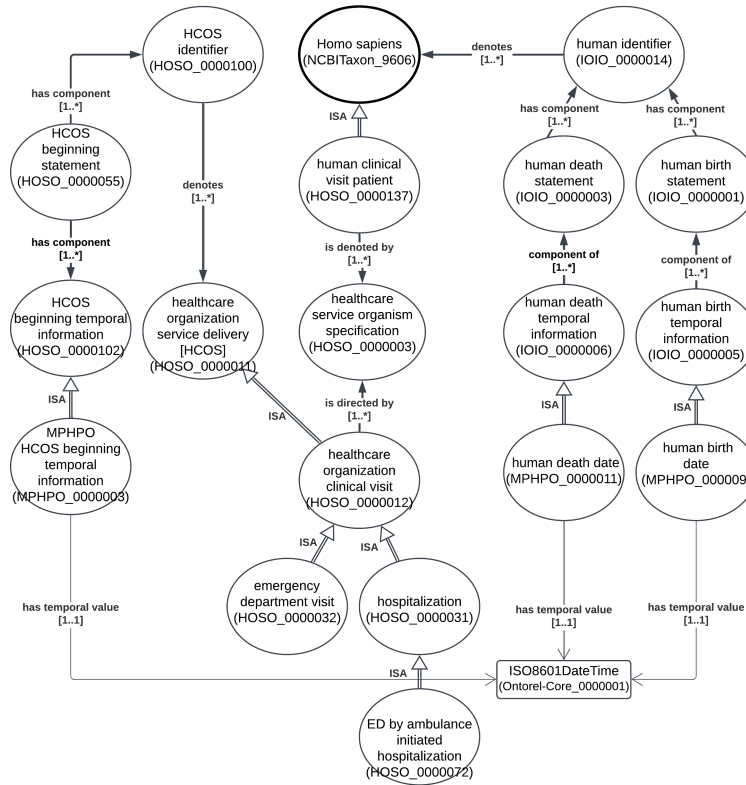 HCOS
identifier
(HOSO_0000100)
Homo sapiens
(NCBITaxon_9606)
denotes
[1..*]
human identifier
(IOIO_0000014)
has component
[1..*]
ISA
has component
[1..*]
has component
[1..*]
HCOS
beginning
statement
(HOSO_0000055)
denotes
[1..*]
human clinical
visit patient
(HOSO_0000137)
human death
statement
(IOIO_0000003)
human birth
statement
(IOIO_0000001)
has component
[1..*]
is denoted by
[1..*]
component of
[1..*]
component of
[1..*]
HCOS
beginning temporal
information
(HOSO_0000102)
healthcare
organization
service delivery
[HCOS]
(HOSO_0000011)
healthcare
service organism
specification
(HOSO_0000003)
human death
temporal
information
(IOIO_0000006)
human birth
temporal
information
(IOIO_0000005)
ISA
ISA
is directed by
[1..*]
ISA
ISA
MPHPO
HCOS beginning
temporal
information
(MPHPO_0000003)
healthcare
organization
clinical visit
(HOSO_0000012)
human death date
(MPHPO_0000011)
human birth
date
(MPHPO_0000009
ISA
ISA
emergency
department visit
(HOSO_0000032)
hospitalization
(HOSO_0000031)
has temporal value
[1..1]
has temporal value
[1..1]
has temporal value
[1..1]
ISA
ISO8601DateTime
(Ontorel-Core_0000001)
ED by ambulance
initiated
hospitalization
(HOSO_0000072)